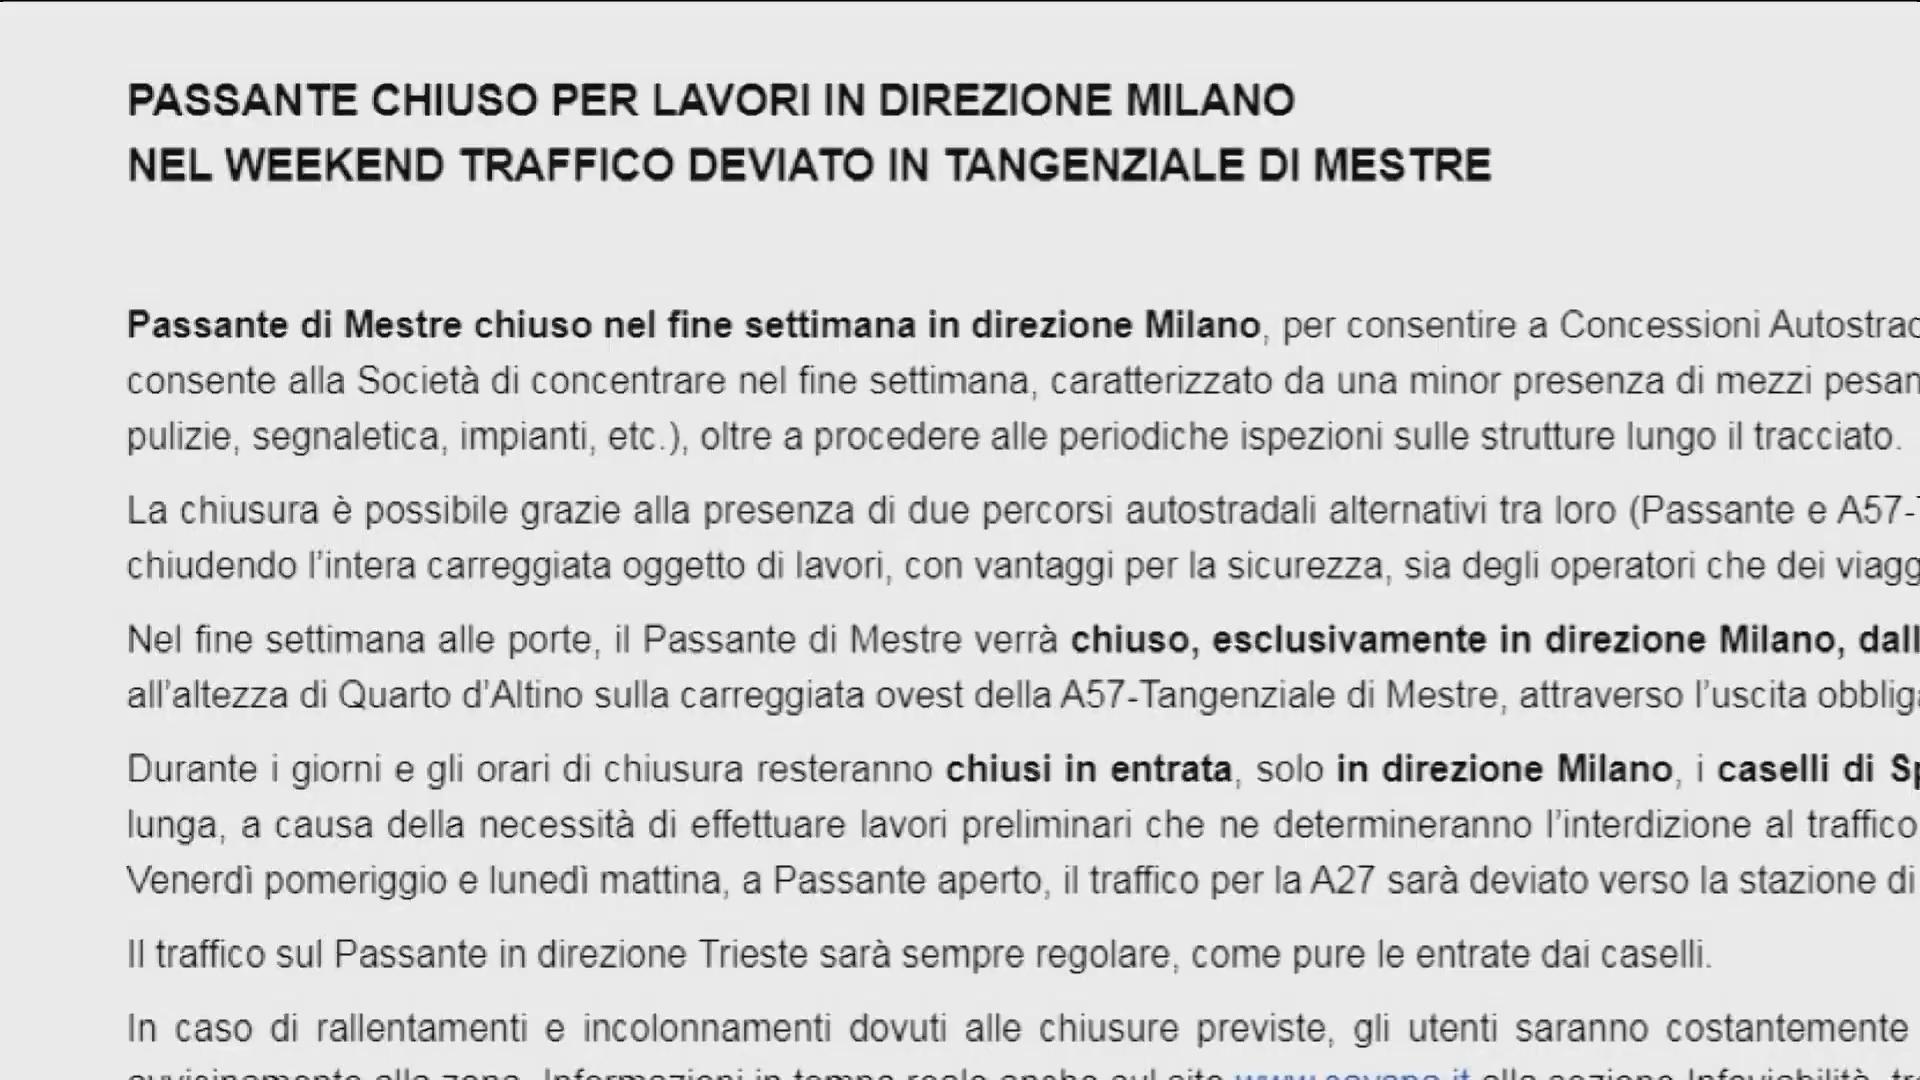 PASSANTE CHIUSO PER LAVORI IN DIREZIONE MILANO
NEL WEEKEND TRAFFICO DEVIATO IN TANGENZIALE DI MESTRE
Passante di Mestre chiuso nel fine settimana in direzione Milano, per consentire a Concessioni
consente alla Società di concentrare nel fine settimana, caratterizzato da una minor presenza di mezzi
pulizie, segnaletica, impianti, etc.), oltre a procedere alle periodiche ispezioni sulle strutture lungo il tracciato.
La chiusura è possibile grazie alla presenza di due percorsi autostradali alternativi tra loro (Passante e A57-
chiudendo l'intera carreggiata oggetto di lavori, con vantaggi per la sicurezza, sia degli operatori che dei
Nel fine settimana alle porte, il Passante di Mestre verrà chiuso, esclusivamente in direzione Milano,
all'altezza di Quarto d'Altino sulla carreggiata ovest della A57-Tangenziale di Mestre, attraverso l'uscita
Durante i giorni e gli orari di chiusura resteranno chiusi in entrata, solo in direzione Milano, i caselli di
lunga, a causa della necessità di effettuare lavori preliminari che ne determineranno l'interdizione al traffico
Venerdì pomeriggio e lunedì mattina, a Passante aperto, il traffico per la A27 sarà deviato verso la stazione di
Il traffico sul Passante in direzione Trieste sarà sempre regolare, come pure le entrate dai caselli.
In caso di rallentamenti e incolonnamenti dovuti alle chiusure previste, gli utenti saranno costantemente